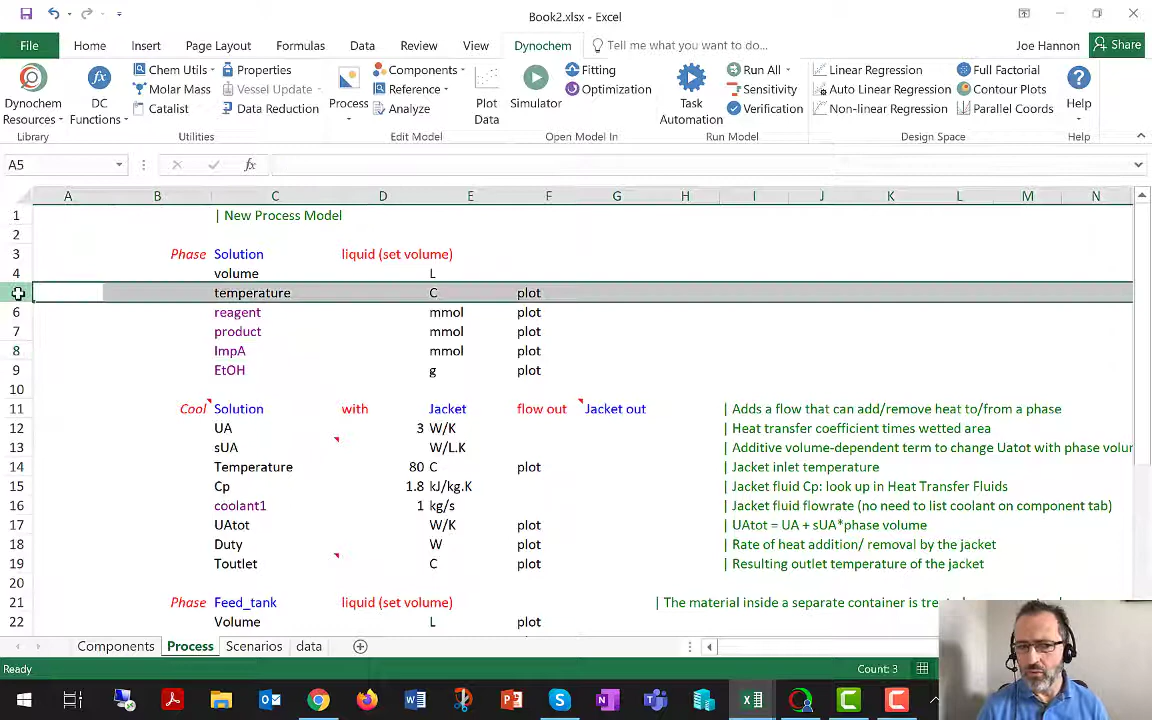 Book2.xlsx - Excel
Joe Hannon
Share
File Home Insert Page Layout Formulas Data Review View Dynochem Tell me what you want to do...
Dynochem Resources
Library
DC Functions
Chem Utils
Molar Mass
Catalist
Properties
Vessel Update
Data Reduction
Utilities
Process
Components
Reference
Analyze
Edit Model
Plot Data
Simulator
Fitting
Optimization
Open Model In
Task Automation
Run All
Sensitivity
Verification
Run Model
Linear Regression
Auto Linear Regression
Non-linear Regression
Full Factorial
Contour Plots
Parallel Coords
Design Space
Help
Help
A5 fx
A B C D E F G H I J K L M N
1 | New Process Model
2
3 Phase Solution liquid (set volume)
4 volume L
temperature C plot
6 reagent mmol plot
7 product mmol plot
8 ImpA mmol plot
9 EtOH g plot
10
11 Cool Solution with Jacket flow out Jacket out | Adds a flow that can add/remove heat to/from a phase
12 UA 3 W/K | Heat transfer coefficient times wetted area
13 sUA W/L.K | Additive volume-dependent term to change Uatot with phase volur
14 Temperature 80 C plot | Jacket inlet temperature
15 Cp 1.8 kJ/kg.K | Jacket fluid Cp: look up in Heat Transfer Fluids
16 coolant1 1 kg/s | Jacket fluid flowrate (no need to list coolant on component tab)
17 UAtot W/K plot | UAtot = UA + sUA*phase volume
18 Duty W plot | Rate of heat addition/ removal by the jacket
19 Toutlet C plot | Resulting outlet temperature of the jacket
20
21 Phase Feed_tank liquid (set volume) | The material inside a separate container is
22 Volume L plot
Components Process Scenarios data
Ready
Count: 3